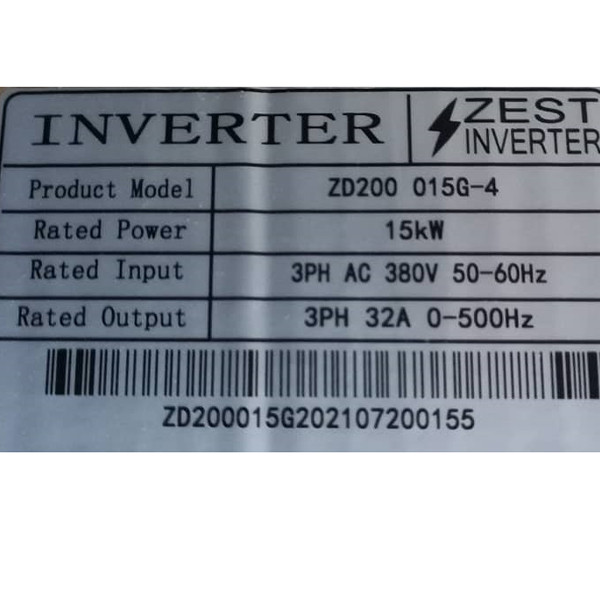 INVERTER
ZEST
INVERTER
Product Model ZD200 015G-4
Rated Power 15kW
Rated Input 3PH AC 380V 50-60Hz
Rated Output 3PH 32A 0-500Hz
ZD200015G202107200155